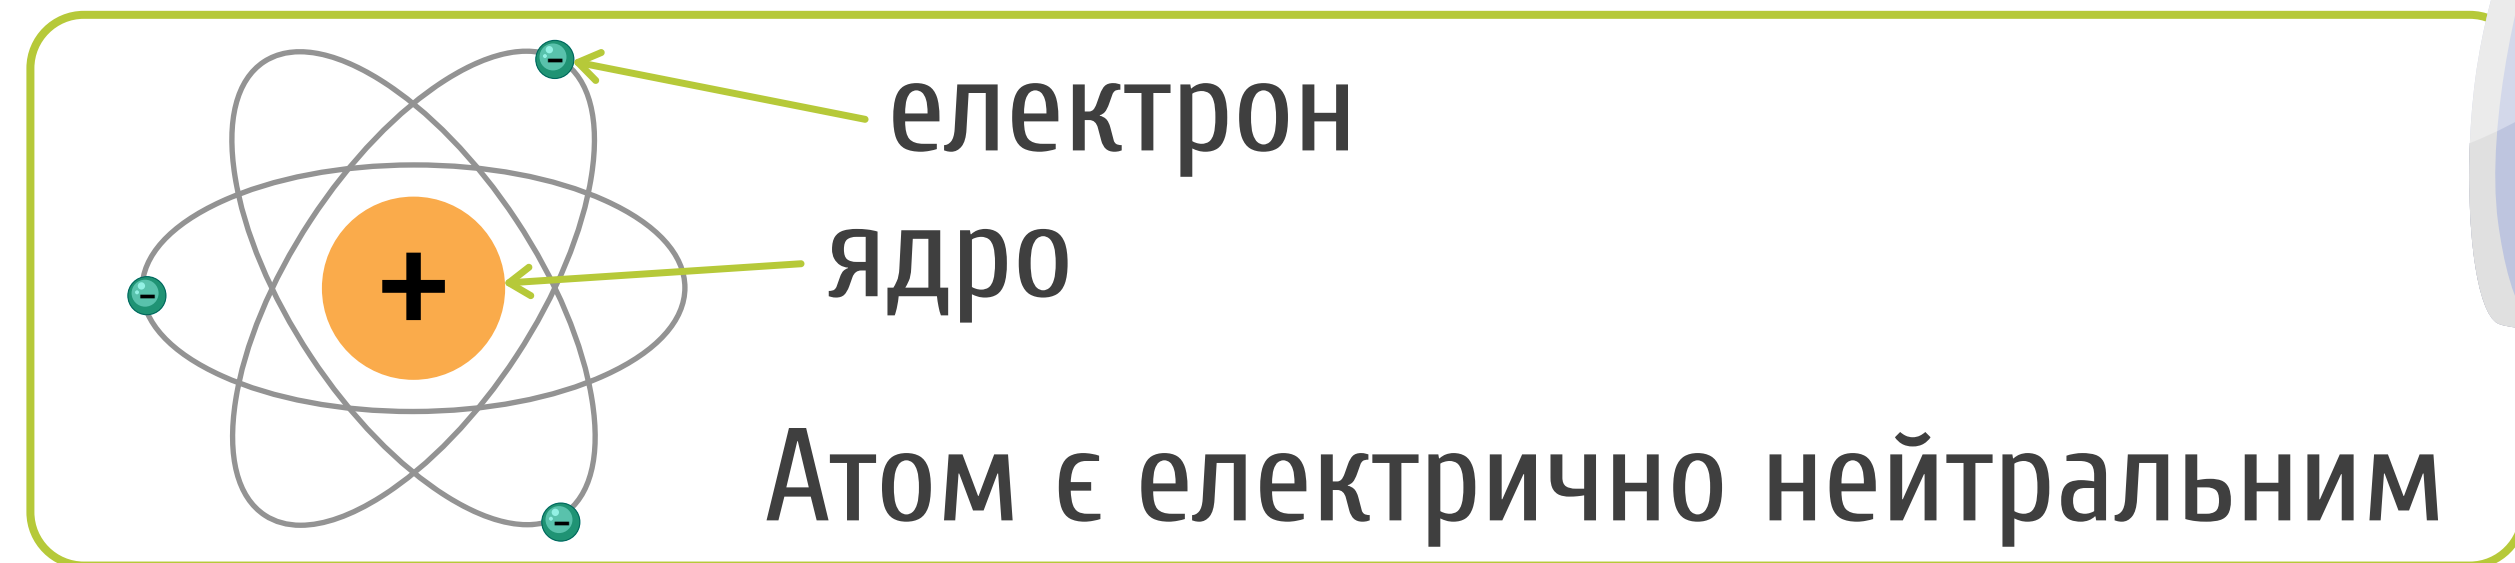 електрон
ядро
Атом є електрично нейтральним